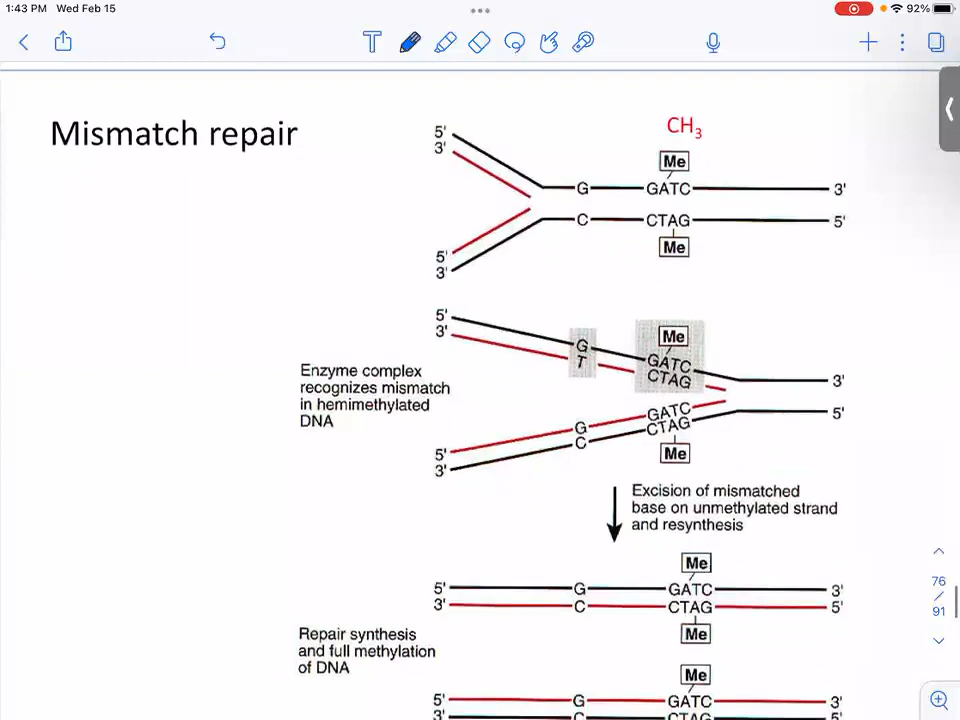 1:43 PM Wed Feb 15
92%
T
Mismatch repair
CH3
5'
3'
Me
G GATC 3'
C CTAG 5'
Me
5'
3'
5'
3'
Me
G GATC
T CTAG
3'
Enzyme complex
recognizes mismatch
in hemimethylated
DNA
G GATC
5'
C CTAG
5'
3'
Me
Excision of mismatched
base on unmethylated strand
and resynthesis
Me
5' G GATC 3'
3' C CTAG 5'
Me
Repair synthesis
and full methylation
of DNA
Me
5' G GATC 3'
3' C CTAG 5'
76
/
91